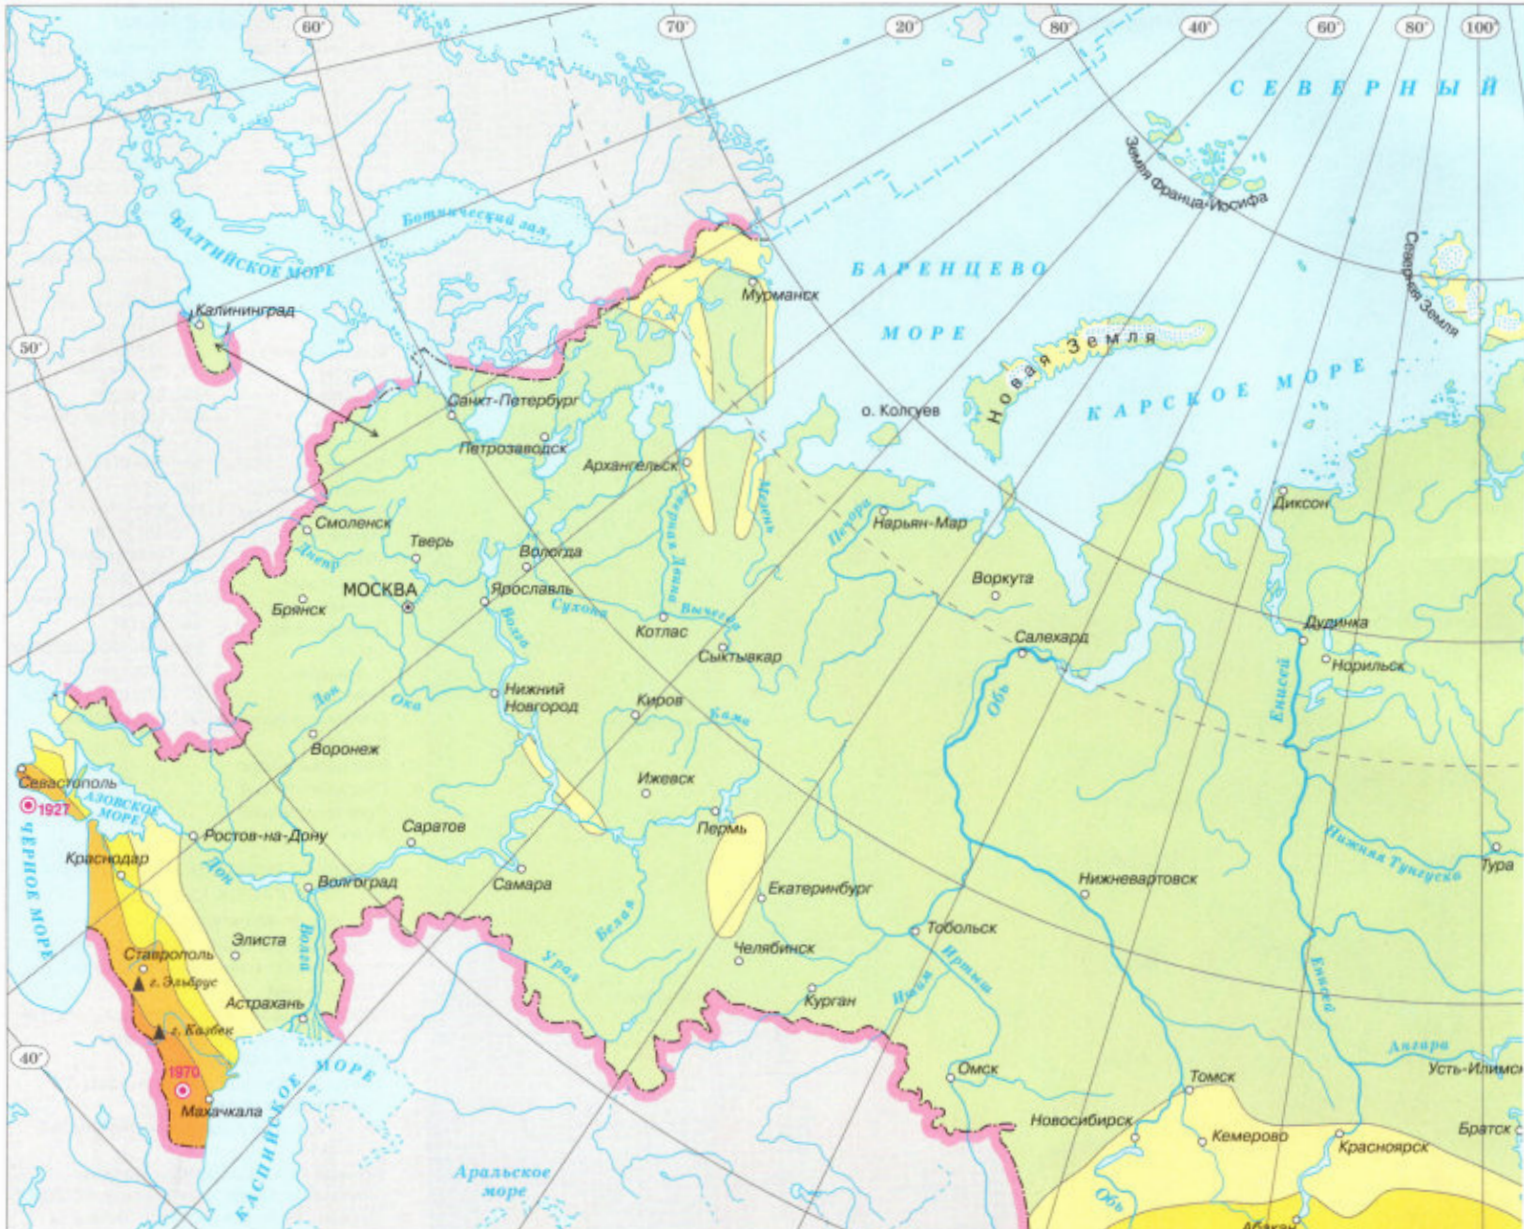 60°
70°
20°
80°
40°
60°
80°
100°
СЕВЕРНЫЙ
Земля Франца-Иосифа
Ботнический зал.
БАЛТИЙСКОЕ МОРЕ
БАРЕНЦЕВО
МОРЕ
Северная Земля
Мурманск
Калининград
50°
Новая Земля
КАРСКОЕ МОРЕ
о. Колгуев
Санкт-Петербург
Петрозаводск
Архангельск
Северная Двина
Мезень
Печора
Нарьян-Мар
Диксон
Смоленск
Днепр
Тверь
Вологда
МОСКВА
Ярославль
Брянск
Волга
Сухона
Вычегда
Котлас
Сыктывкар
Воркута
Салехард
Дудинка
Норильск
Енисей
Обь
Дон
Ока
Нижний
Новгород
Киров
Кама
Воронеж
Ижевск
Пермь
Севастополь
1927
АЗОВСКОЕ
МОРЕ
ЧЕРНОЕ МОРЕ
Ростов-на-Дону
Саратов
Краснодар
Дон
Волгоград
Самара
Екатеринбург
Нижневартовск
Нижняя Тунгуска
Тура
Белая
Тобольск
Элиста
Волга
Ставрополь
г. Эльбрус
Урал
Челябинск
Иртыш
Ишим
Курган
Енисей
Астрахань
г. Казбек
40°
1970
Махачкала
КАСПИЙСКОЕ МОРЕ
Омск
Томск
Ангара
Усть-Илимск
Новосибирск
Кемерово
Красноярск
Братск
Аральское
море
Обь
Абакан